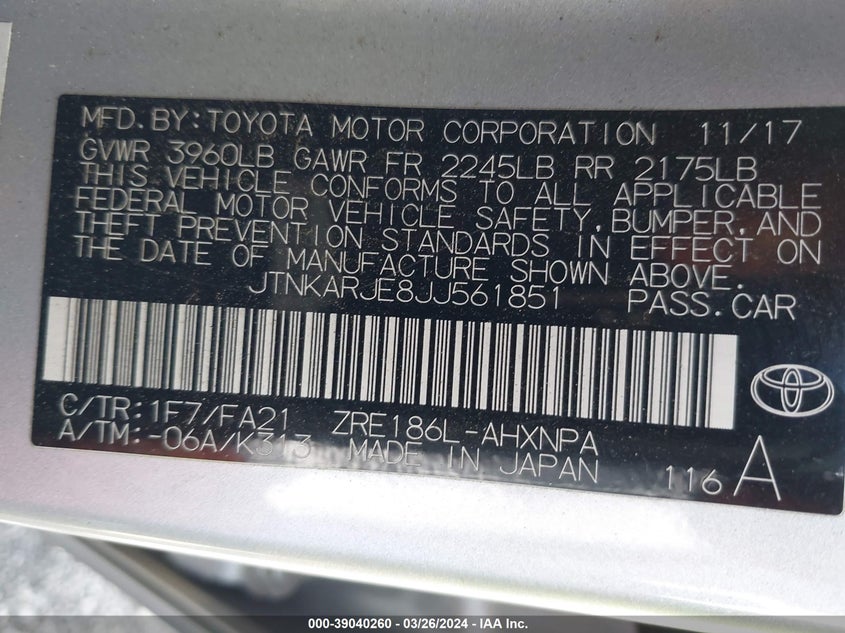 MFD.BY:TOYOTA MOTOR CORPORATION 11/17
GVWR 3960LB GAWR FR 2245LB RR 2175LB
THIS VEHICLE CONFORMS TO ALL APPLICABLE
FEDERAL MOTOR VEHICLE SAFETY,BUMPER,AND
THEFT PREVENTION STANDARDS IN EFFECT ON
THE DATE OF MANUFACTURE SHOWN ABOVE.
JTNKARJE8JJ561851 PASS.CAR
C/TR:1F7/FA21 ZRE186L-AHXNPA
A/TM:-06A/K313 MADE IN JAPAN 116 A
000-39040260 - 03/26/2024 - IAA Inc.